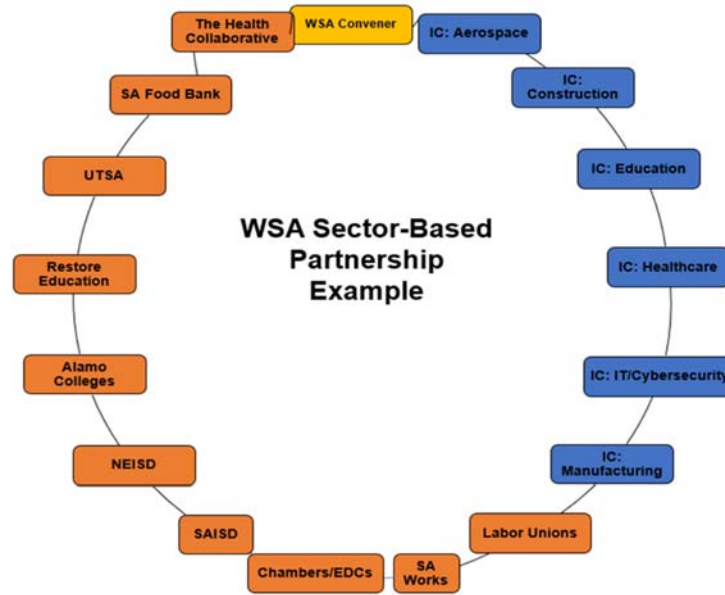 The Health
Collaborative
WSA Convener
IC: Aerospace
IC:
Construction
IC: Education
IC: Healthcare
IC: IT/Cybersecurity
IC:
Manufacturing
Labor Unions
SA
Works
Chambers/EDCs
SAISD
NEISD
Alamo
Colleges
Restore
Education
UTSA
SA Food Bank
WSA Sector-Based
Partnership
Example